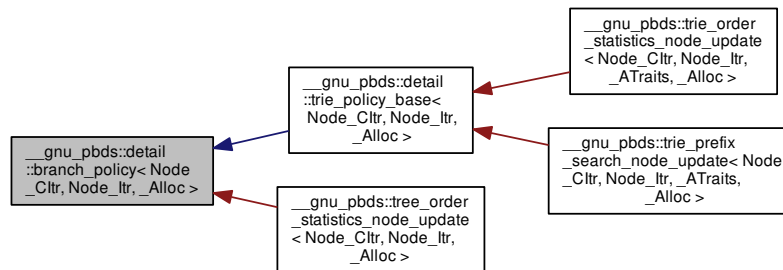 __gnu_pbds::detail
::branch_policy< Node
_CItr, Node_Itr, _Alloc >
__gnu_pbds::detail
::trie_policy_base<
Node_CItr, Node_Itr,
_Alloc >
__gnu_pbds::tree_order
_statistics_node_update
< Node_CItr, Node_Itr,
_Alloc >
__gnu_pbds::trie_order
_statistics_node_update
< Node_CItr, Node_Itr,
_ATraits, _Alloc >
__gnu_pbds::trie_prefix
_search_node_update< Node
_CItr, Node_Itr, _ATraits,
_Alloc >